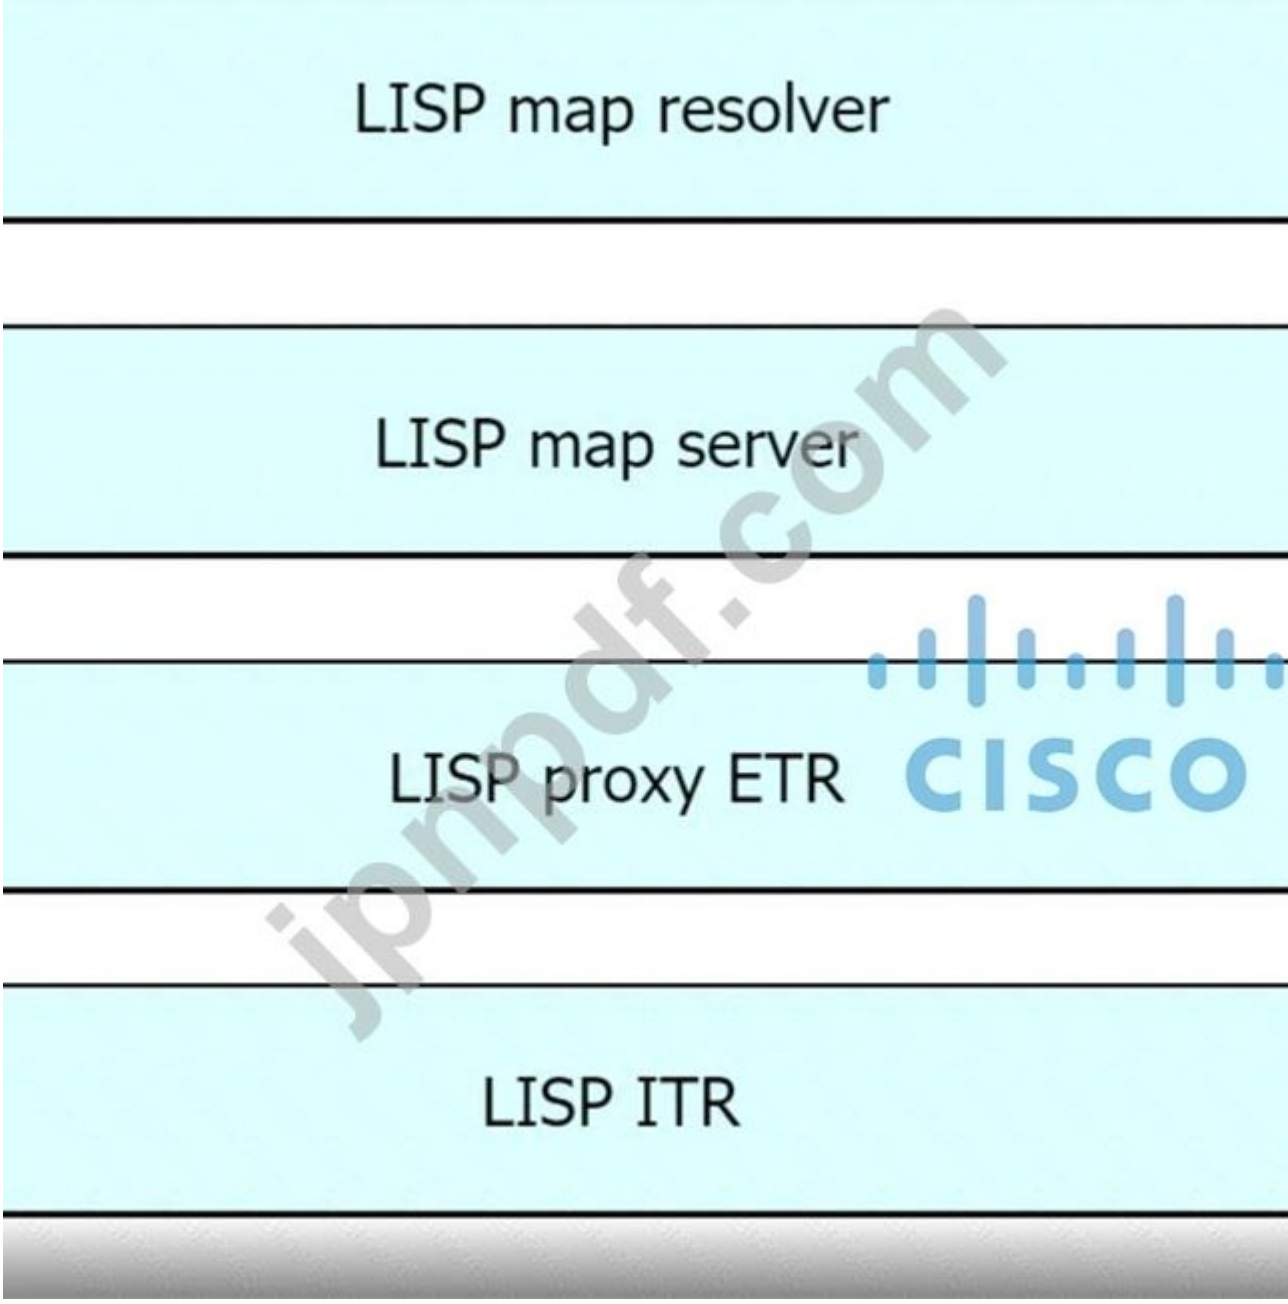 LISP map resolver
LISP map server
LISP proxy ETR
CISCO
LISP ITR
jpnpdf.com